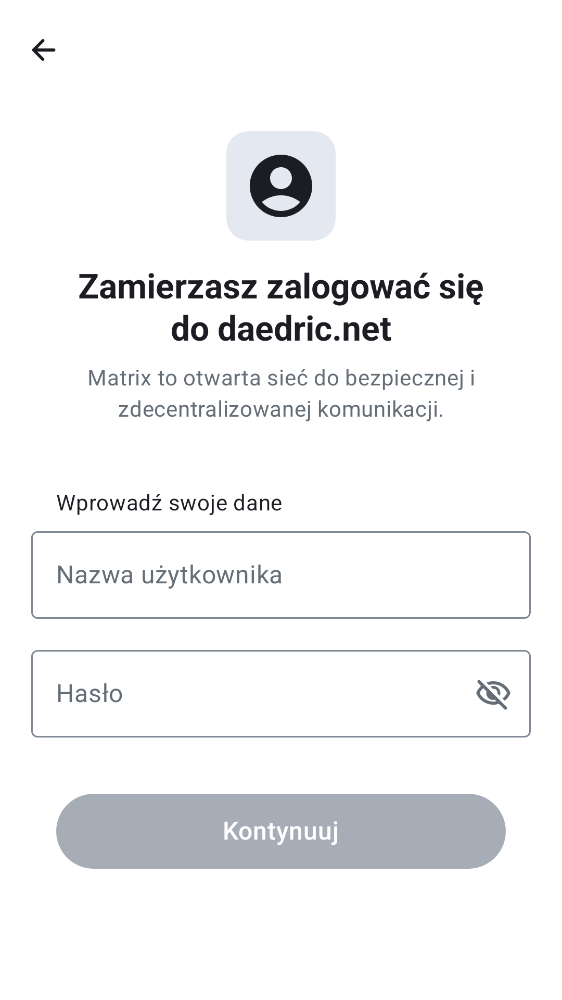 Zamierzasz zalogować się
do daedric.net
Matrix to otwarta sieć do bezpiecznej i
zdecentralizowanej komunikacji.
Wprowadź swoje dane
Nazwa użytkownika
Hasło
Kontynuuj